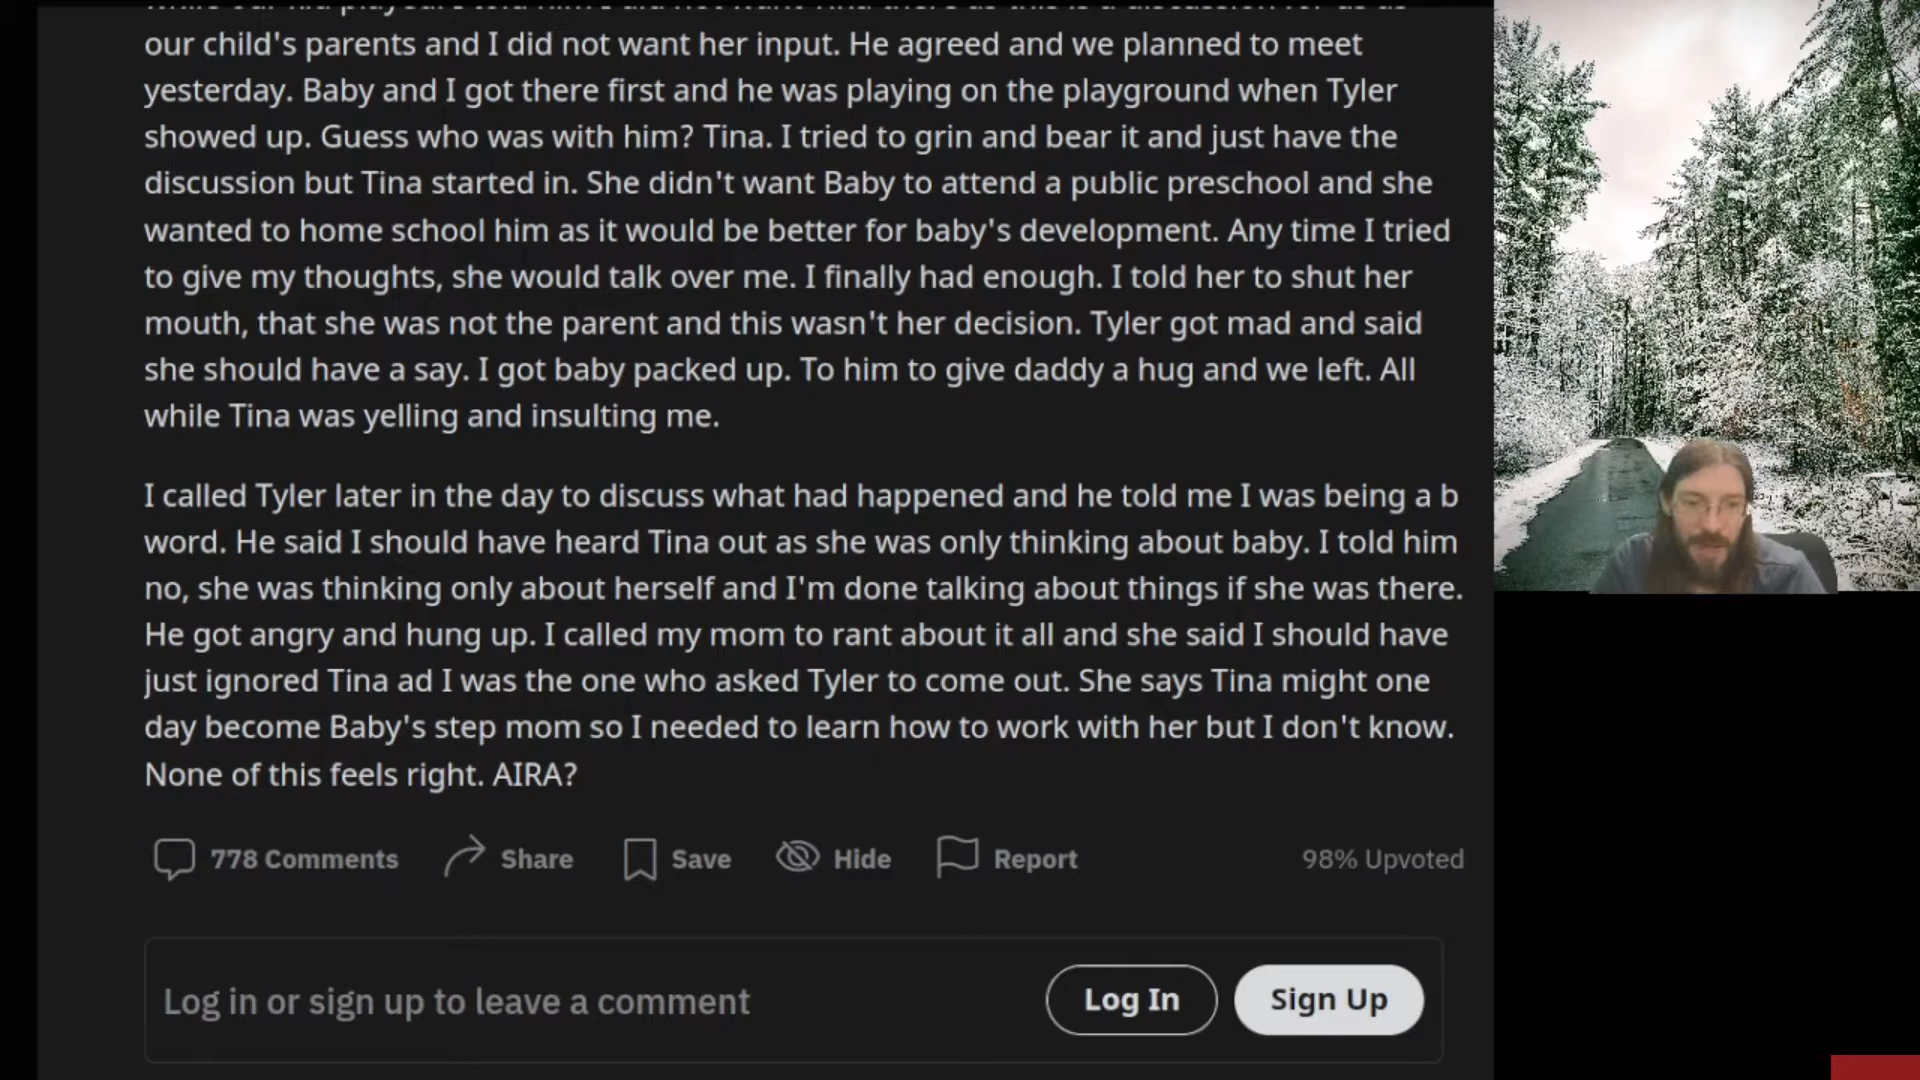 our child's parents and I did not want her input. He agreed and we planned to meet
yesterday. Baby and I got there first and he was playing on the playground when Tyler
showed up. Guess who was with him? Tina. I tried to grin and bear it and just have the
discussion but Tina started in. She didn't want Baby to attend a public preschool and she
wanted to home school him as it would be better for baby's development. Any time I tried
to give my thoughts, she would talk over me. I finally had enough. I told her to shut her
mouth, that she was not the parent and this wasn't her decision. Tyler got mad and said
she should have a say. I got baby packed up. To him to give daddy a hug and we left. All
while Tina was yelling and insulting me.
I called Tyler later in the day to discuss what had happened and he told me I was being a b
word. He said I should have heard Tina out as she was only thinking about baby. I told him
no, she was thinking only about herself and I'm done talking about things if she was there.
He got angry and hung up. I called my mom to rant about it all and she said I should have
just ignored Tina ad I was the one who asked Tyler to come out. She says Tina might one
day become Baby's step mom so I needed to learn how to work with her but I don't know.
None of this feels right. AIRA?
778 Comments Share Save Hide Report 98% Upvoted
Log in or sign up to leave a comment Log In Sign Up